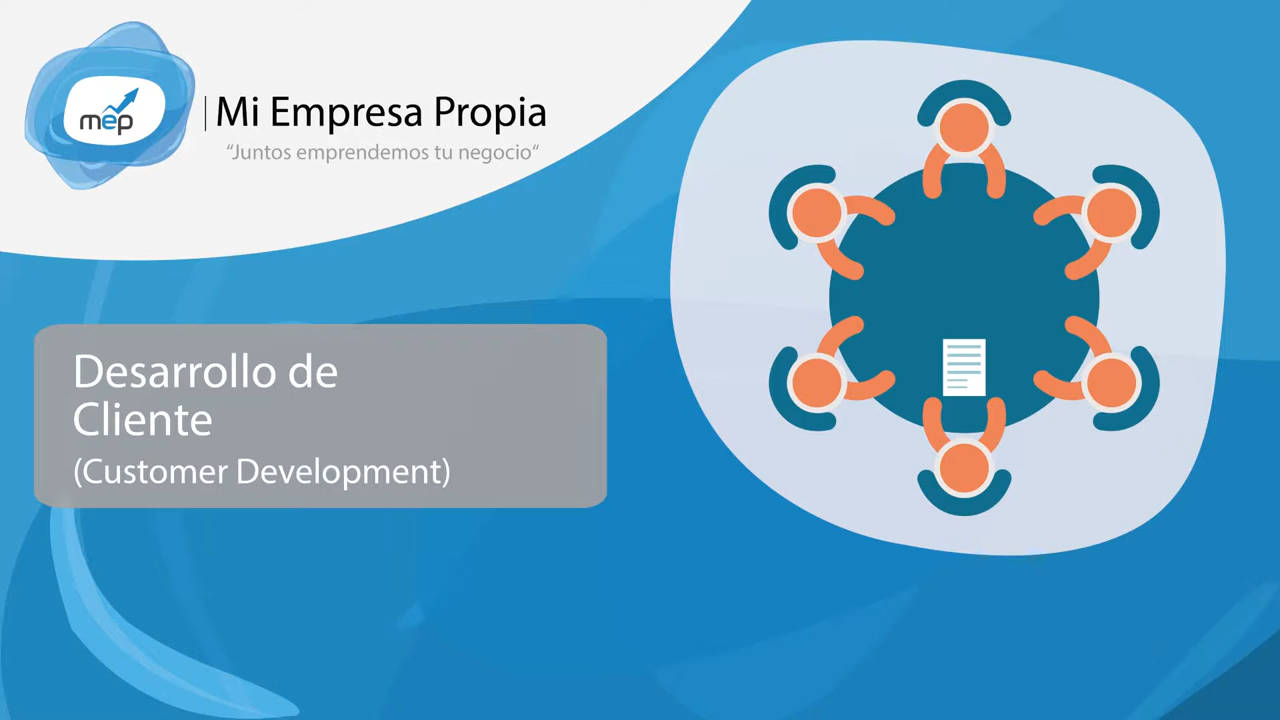 mep
Mi Empresa Propia
“Juntos emprendemos tu negocio“
Desarrollo de
Cliente
(Customer Development)